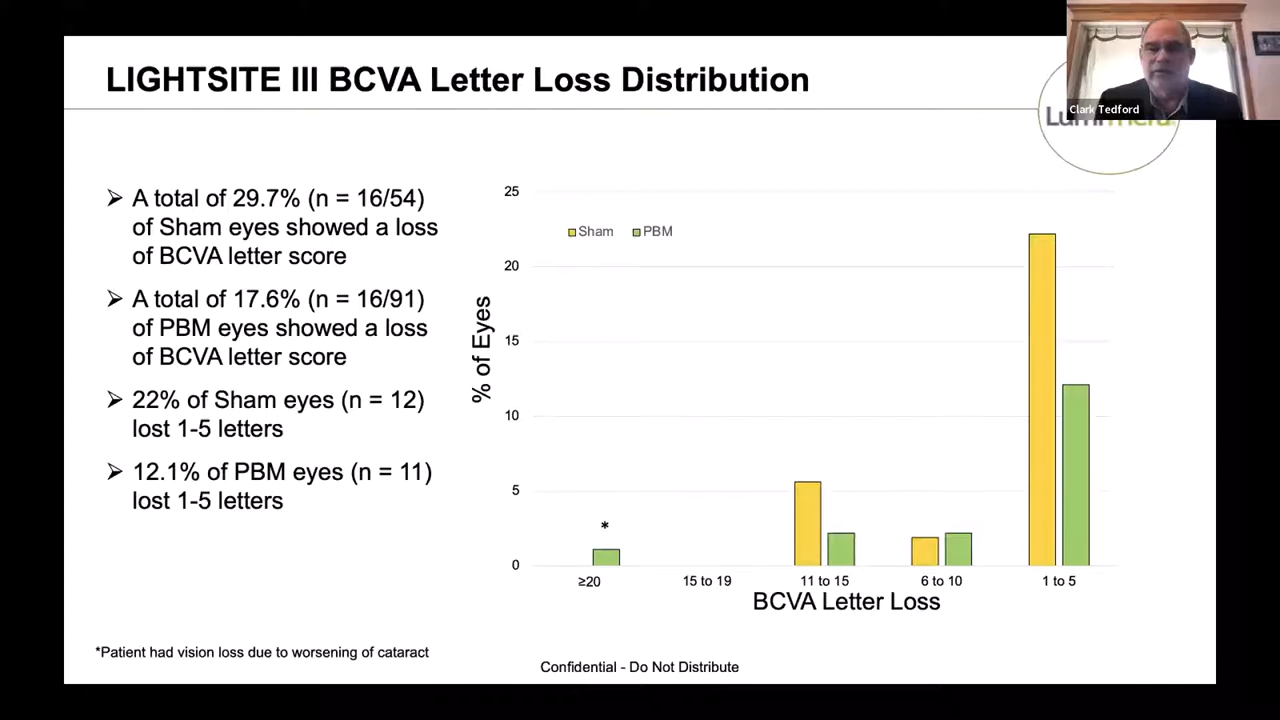 LIGHTSITE III BCVA Letter Loss Distribution
Clark Tedford
➢ A total of 29.7% (n = 16/54)
of Sham eyes showed a loss
of BCVA letter score
➢ A total of 17.6% (n = 16/91)
of PBM eyes showed a loss
of BCVA letter score
➢ 22% of Sham eyes (n = 12)
lost 1-5 letters
➢ 12.1% of PBM eyes (n = 11)
lost 1-5 letters
% of Eyes
25
20
15
10
5
0
Sham PBM
*
≥20 15 to 19 11 to 15 6 to 10 1 to 5
BCVA Letter Loss
*Patient had vision loss due to worsening of cataract
Confidential - Do Not Distribute